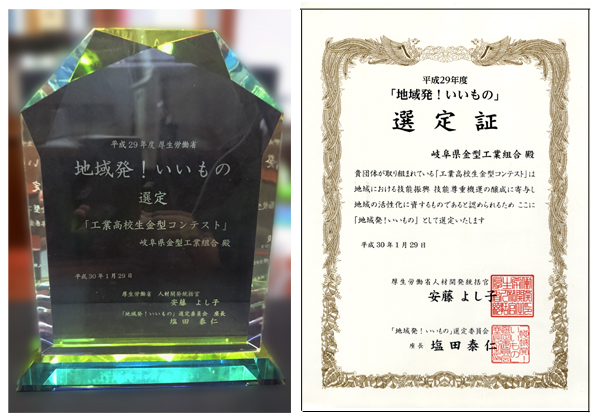 平成29年度 厚生労働省
地域発！いいもの
選定
「工業高校生金型コンテスト」
岐阜県金型工業組合 殿
平成30年1月29日
厚生労働省 人材開発統括官
安藤 よし子
「地域発！いいもの」選定委員会 座長
塩田 泰仁
平成29年度
「地域発！いいもの」
選定証
岐阜県金型工業組合 殿
貴団体が取り組まれている「工業高校生金型コンテスト」は
地域における技能振興 技能尊重機運の醸成に寄与し
地域の活性化に資するものであると認められるため ここに
「地域発！いいもの」として選定いたします
平成30年1月29日
厚生労働省人材開発統括官
安藤 よし子
「地域発！いいもの」選定委員会
座長 塩田 泰仁